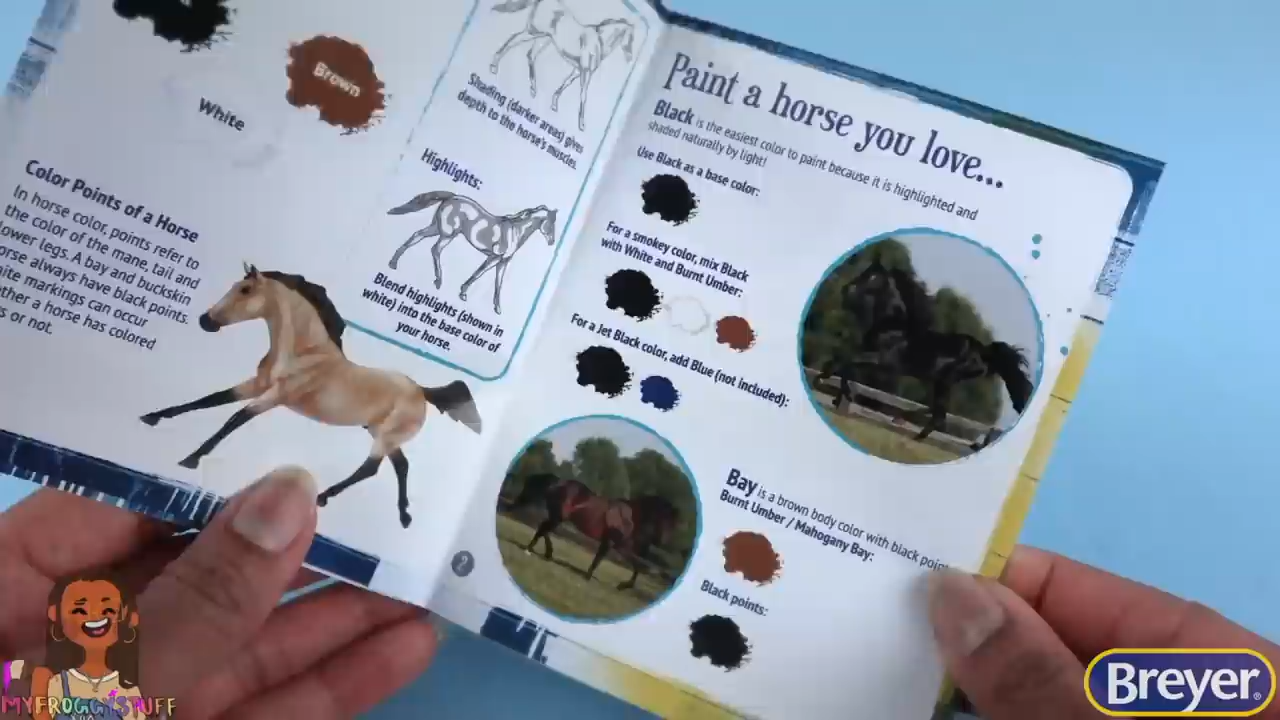 Brown
White
Color Points of a Horse
In horse color, points refer to
the color of the mane, tail and
lower legs. A bay and buckskin
always have black points.
markings can occur
a horse has colored
or not.
Shading (darker areas) gives
depth to the horse's muscles.
Highlights:
Blend highlights (shown in
white) into the base color of
your horse.
2
Paint a horse you love...
Black is the easiest color to paint because it is highlighted and
shaded naturally by light!
Use Black as a base color:
For a smokey color, mix Black
with White and Burnt Umber:
For a Jet Black color, add Blue (not included):
Bay is a brown body color with black
Burnt Umber / Mahogany Bay:
Black points:
MYFROGGYSTUFF
Breyer